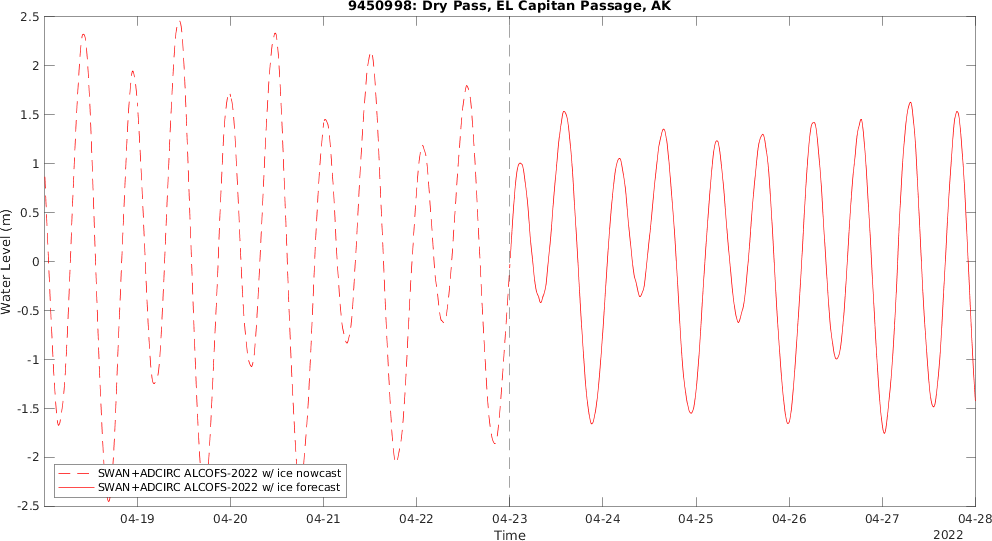 9450998: Dry Pass, EL Capitan Passage, AK
2.5
2
1.5
1
0.5
0
-0.5
-1
-1.5
-2
-2.5
Water Level (m)
SWAN+ADCIRC ALCOFS-2022 w/ ice nowcast
SWAN+ADCIRC ALCOFS-2022 w/ ice forecast
04-19 04-20 04-21 04-22 04-23 04-24 04-25 04-26 04-27 04-28
Time
2022